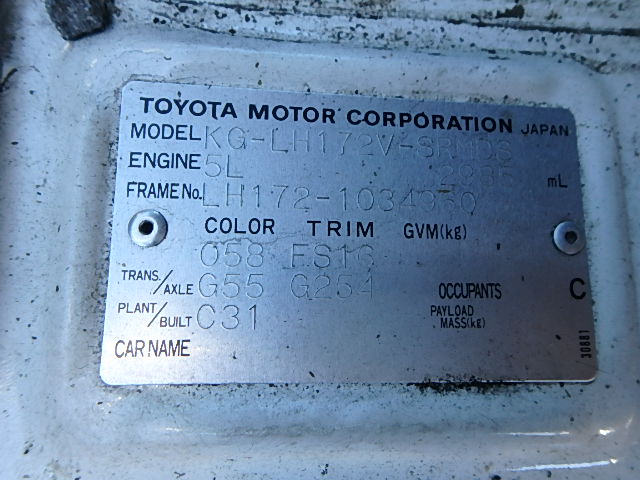 TOYOTA MOTOR CORPORATION JAPAN
MODEL KG-LH172V-SRMDS
ENGINE 5L 2985 mL
FRAME No. LH172-1034350
COLOR TRIM GVM(kg)
058 FS16
TRANS/AXLE G55 G254 OCCUPANTS C
PLANT/BUILT C31 PAYLOAD MASS(kg)
CAR NAME
30881